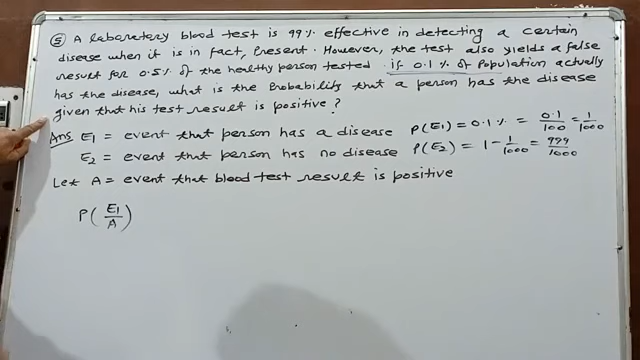 ⑤ A laboratory blood test is 99% effective in detecting a certain
disease when it is in fact, Present. However, the test also yields a false
result for 0.5% of the healthy person tested. if 0.1% of Population actually
has the disease, what is the Probability that a person has the disease
given that his test result is positive?
Ans E1 = event that person has a disease P(E1) = 0.1% = 0.1/100 = 1/1000
E2 = event that person has no disease P(E2) = 1 - 1/1000 = 999/1000
Let A = event that blood test result is positive
P(E1/A)